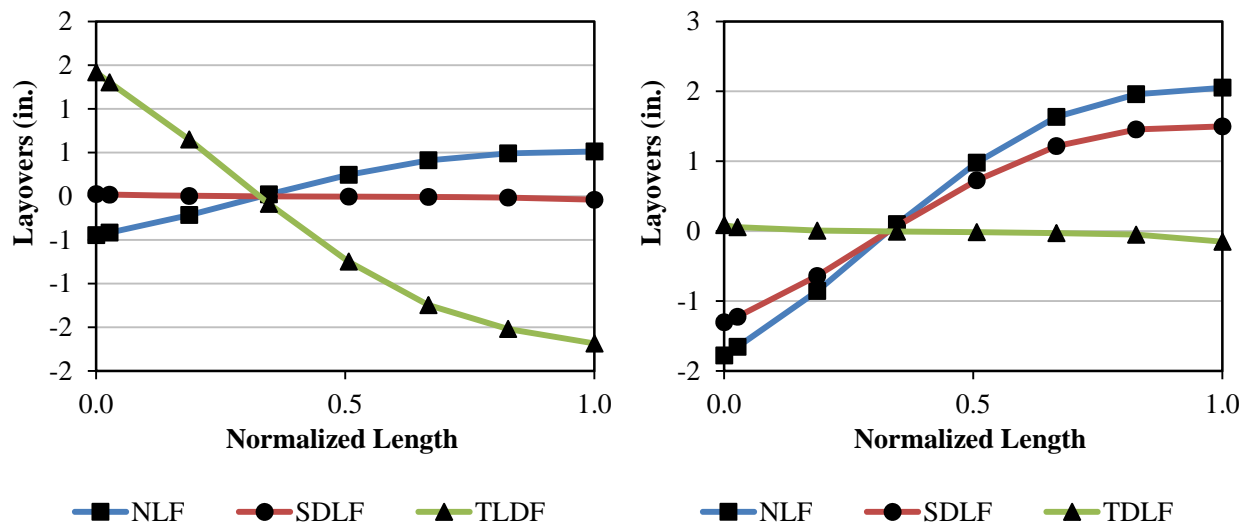 Layovers (in.)
2
2
1
1
0
-1
-1
-2
-2
0.0 0.5 1.0
Normalized Length
NLF SDLF TLDF
Layovers (in.)
3
2
1
0
-1
-2
0.0 0.5 1.0
Normalized Length
NLF SDLF TDLF